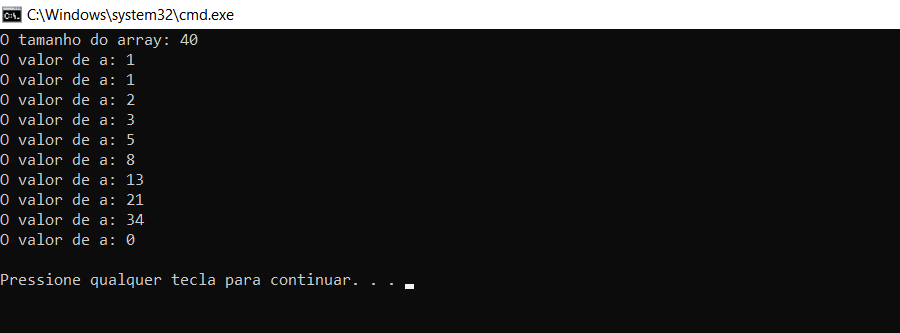 C:\Windows\system32\cmd.exe
O tamanho do array: 40
O valor de a: 1
O valor de a: 1
O valor de a: 2
O valor de a: 3
O valor de a: 5
O valor de a: 8
O valor de a: 13
O valor de a: 21
O valor de a: 34
O valor de a: 0
Pressione qualquer tecla para continuar. . .